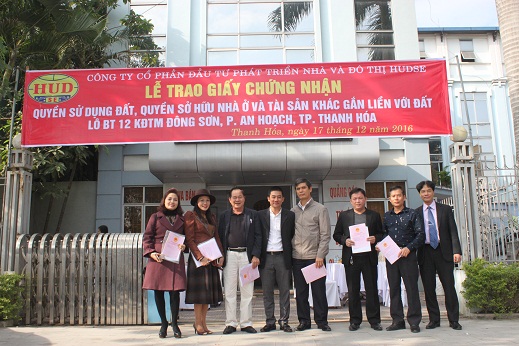 CÔNG TY CỔ PHẦN ĐẦU TƯ PHÁT TRIỂN NHÀ VÀ ĐÔ THỊ HUDSE
HUD
SE
LỄ TRAO GIẤY CHỨNG NHẬN
QUYỀN SỬ DỤNG ĐẤT, QUYỀN SỞ HỮU NHÀ Ở VÀ TÀI SẢN KHÁC GẮN LIỀN VỚI ĐẤT
LÔ BT 12 KĐTM ĐÔNG SƠN, P. AN HOẠCH, TP. THANH HÓA
Thanh Hóa, ngày 17 tháng 12 năm 2016